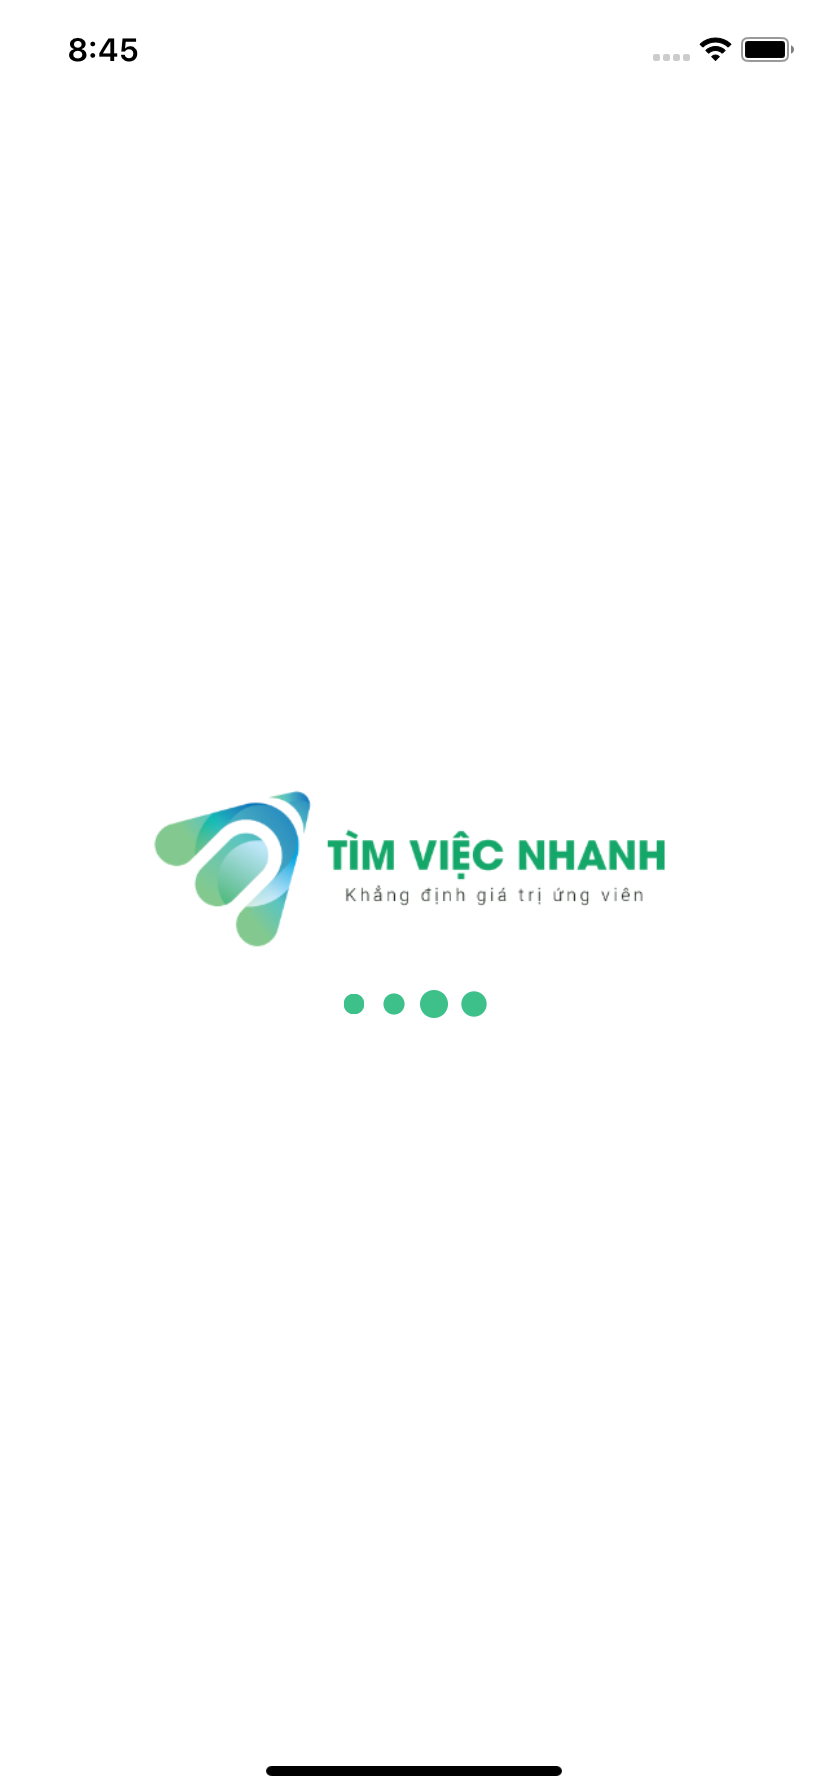 8:45
TÌM VIỆC NHANH
Khẳng định giá trị ứng viên